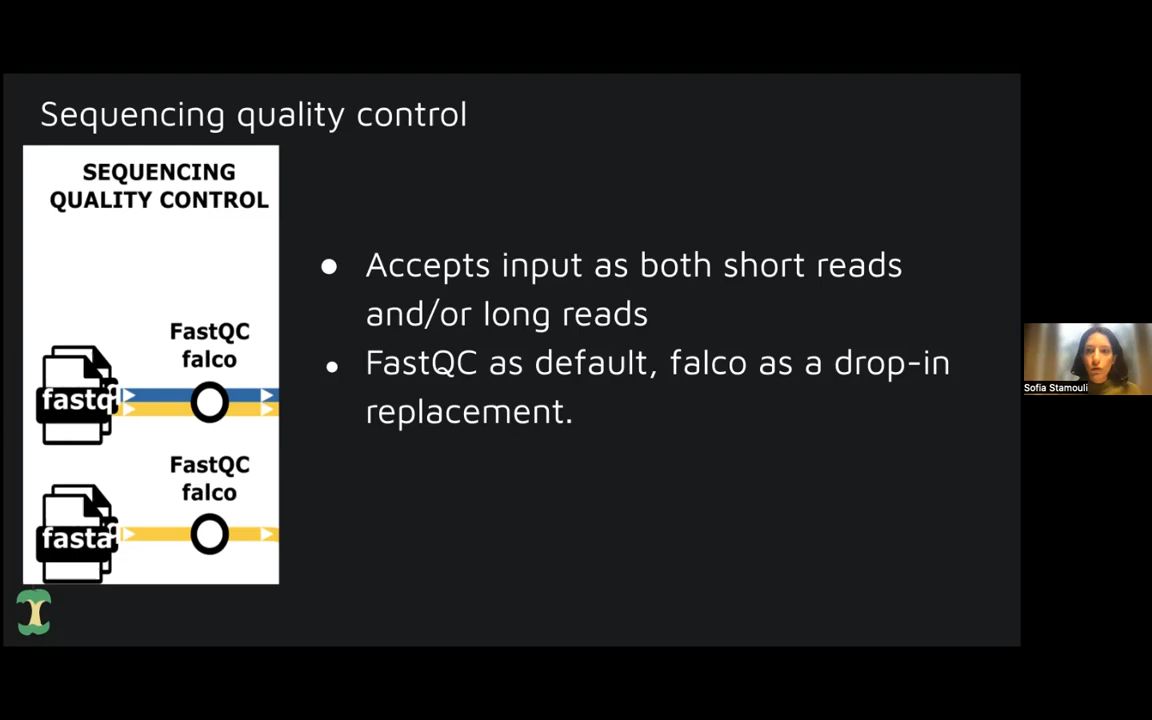 Sequencing quality control
SEQUENCING
QUALITY CONTROL
FastQC
falco
fastq
FastQC
falco
fasta
● Accepts input as both short reads
and/or long reads
● FastQC as default, falco as a drop-in
replacement.
Sofia Stamouli